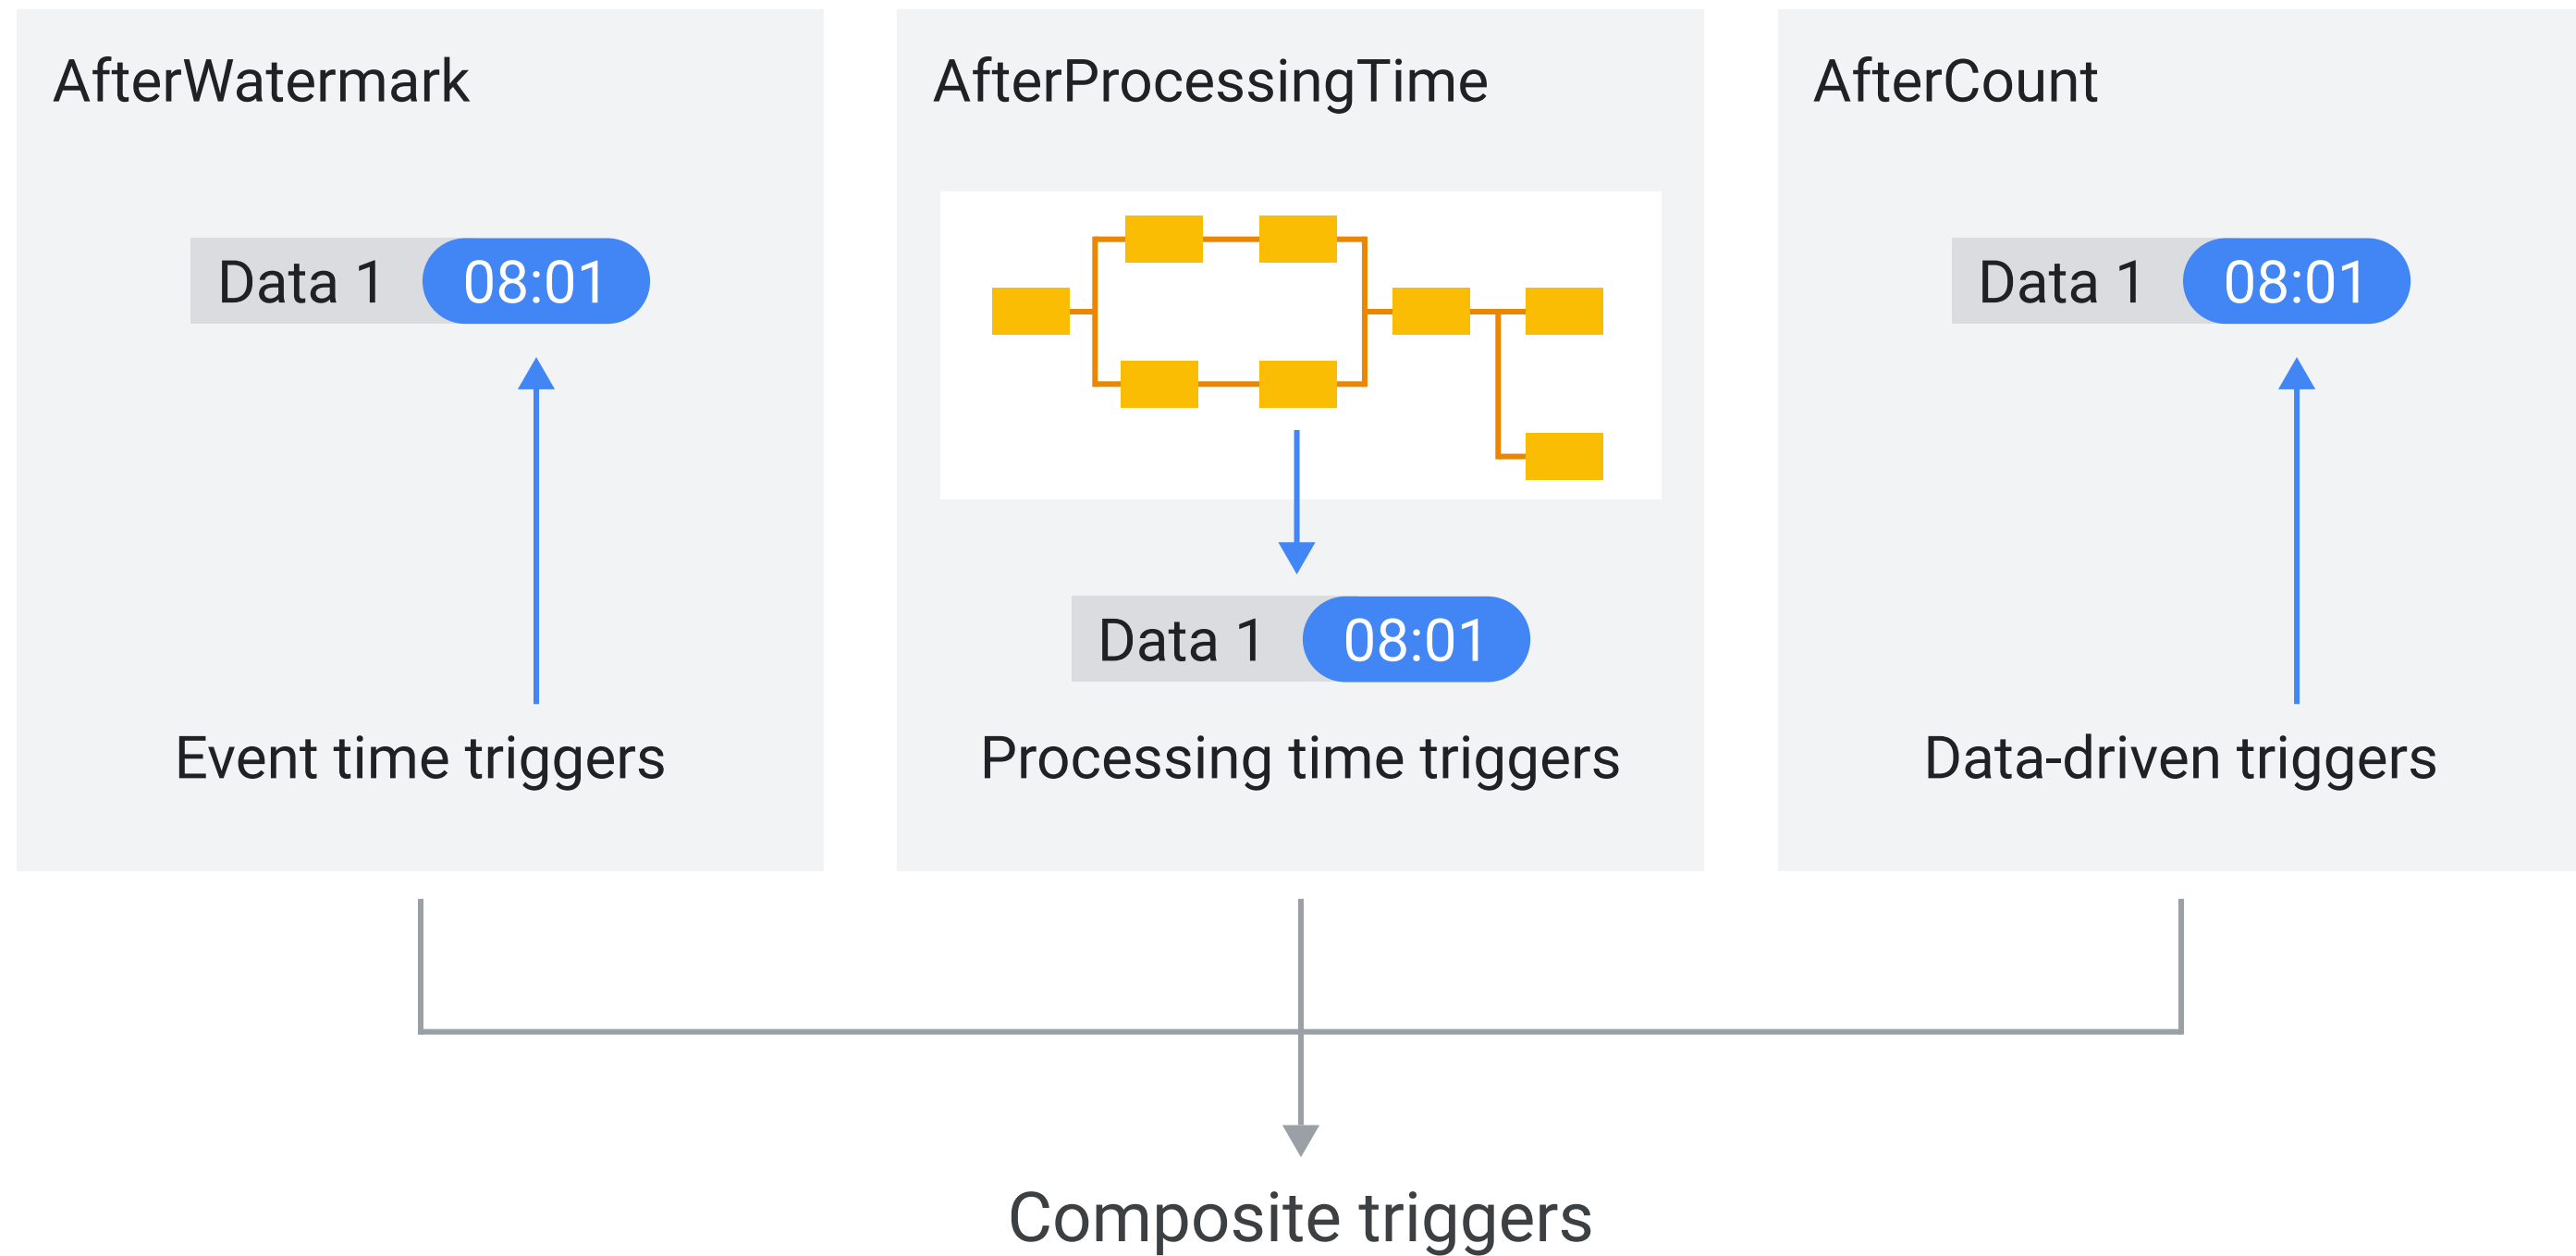 AfterWatermark
Data 1 08:01
Event time triggers
AfterProcessingTime
Data 1 08:01
Processing time triggers
AfterCount
Data 1 08:01
Data-driven triggers
Composite triggers